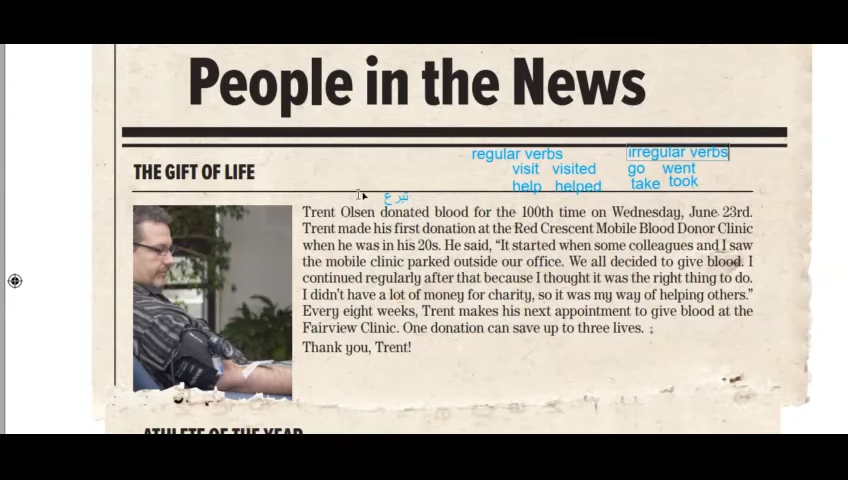 People in the News
regular verbs irregular verbs
THE GIFT OF LIFE
visit visited go went
help helped take took
تبرع
Trent Olsen donated blood for the 100th time on Wednesday, June 23rd.
Trent made his first donation at the Red Crescent Mobile Blood Donor Clinic
when he was in his 20s. He said, “It started when some colleagues and I saw
the mobile clinic parked outside our office. We all decided to give blood. I
continued regularly after that because I thought it was the right thing to do.
I didn’t have a lot of money for charity, so it was my way of helping others.”
Every eight weeks, Trent makes his next appointment to give blood at the
Fairview Clinic. One donation can save up to three lives.
Thank you, Trent!
ATHLETE OF THE YEAR